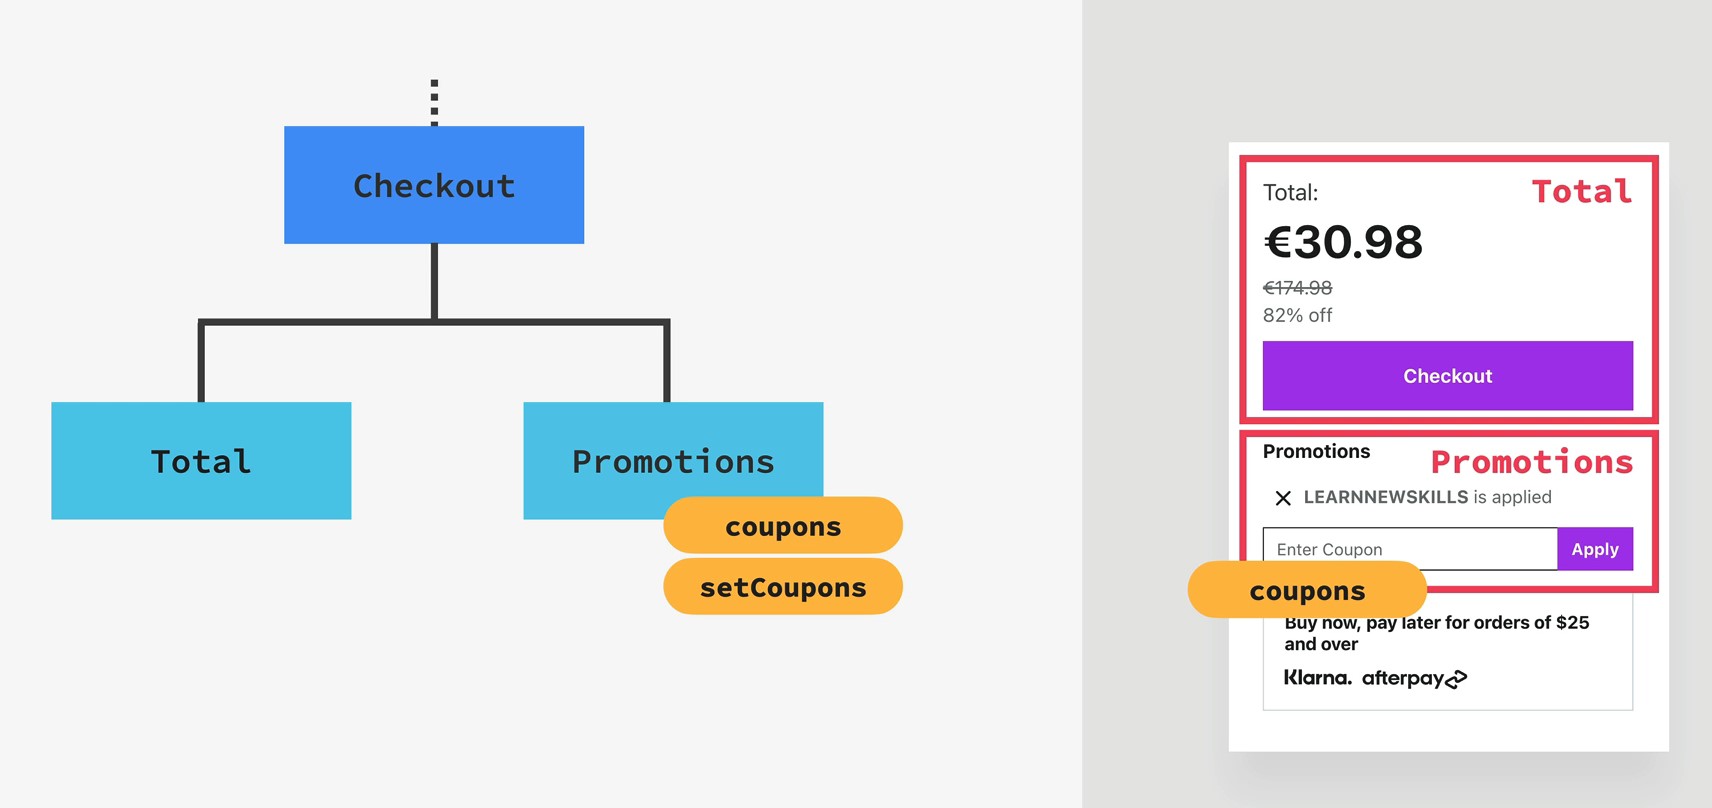 Checkout
Total
Promotions
coupons
setCoupons
Total:
Total
€30.98
€174.98
82% off
Checkout
Promotions
Promotions
LEARNNEWSKILLS is applied
Enter Coupon
Apply
coupons
Buy now, pay later for orders of $25
and over
Klarna. afterpay